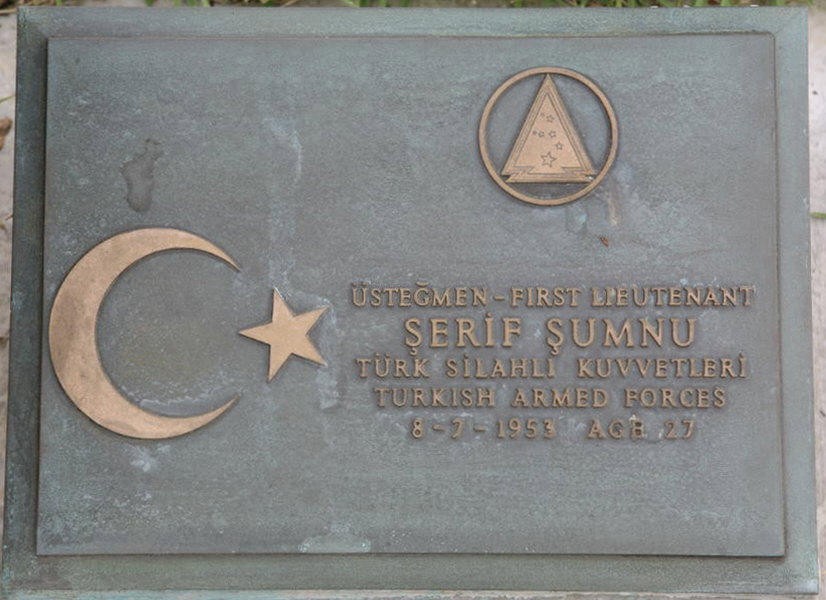 ÜSTEĞMEN-FIRST LIEUTENANT
ŞERİF ŞUMNU
TÜRK SİLAHLI KUVVETLERİ
TURKISH ARMED FORCES
8-7-1953 AGE 27